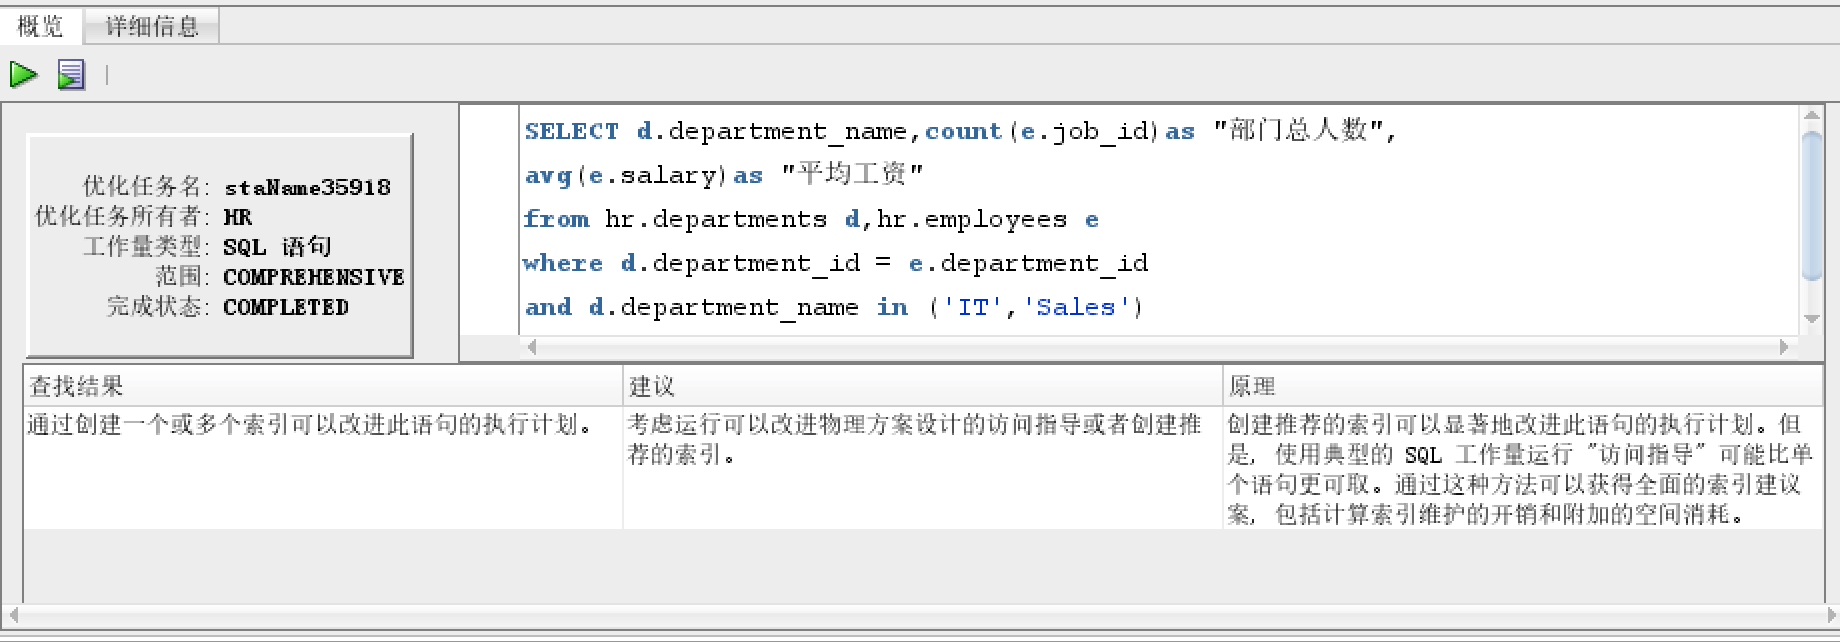 概览 详细信息
优化任务名: staName35918
优化任务所有者: HR
工作量类型: SQL 语句
范围: COMPREHENSIVE
完成状态: COMPLETED
SELECT d.department_name,count(e.job_id)as "部门总人数",
avg(e.salary)as "平均工资"
from hr.departments d,hr.employees e
where d.department_id = e.department_id
and d.department_name in ('IT','Sales')
查找结果 建议 原理
通过创建一个或多个索引可以改进此语句的执行计划。
考虑运行可以改进物理方案设计的访问指导或者创建推
荐的索引。
创建推荐的索引可以显著地改进此语句的执行计划。但
是, 使用典型的 SQL 工作量运行 "访问指导" 可能比单
个语句更可取。通过这种方法可以获得全面的索引建议
案, 包括计算索引维护的开销和附加的空间消耗。